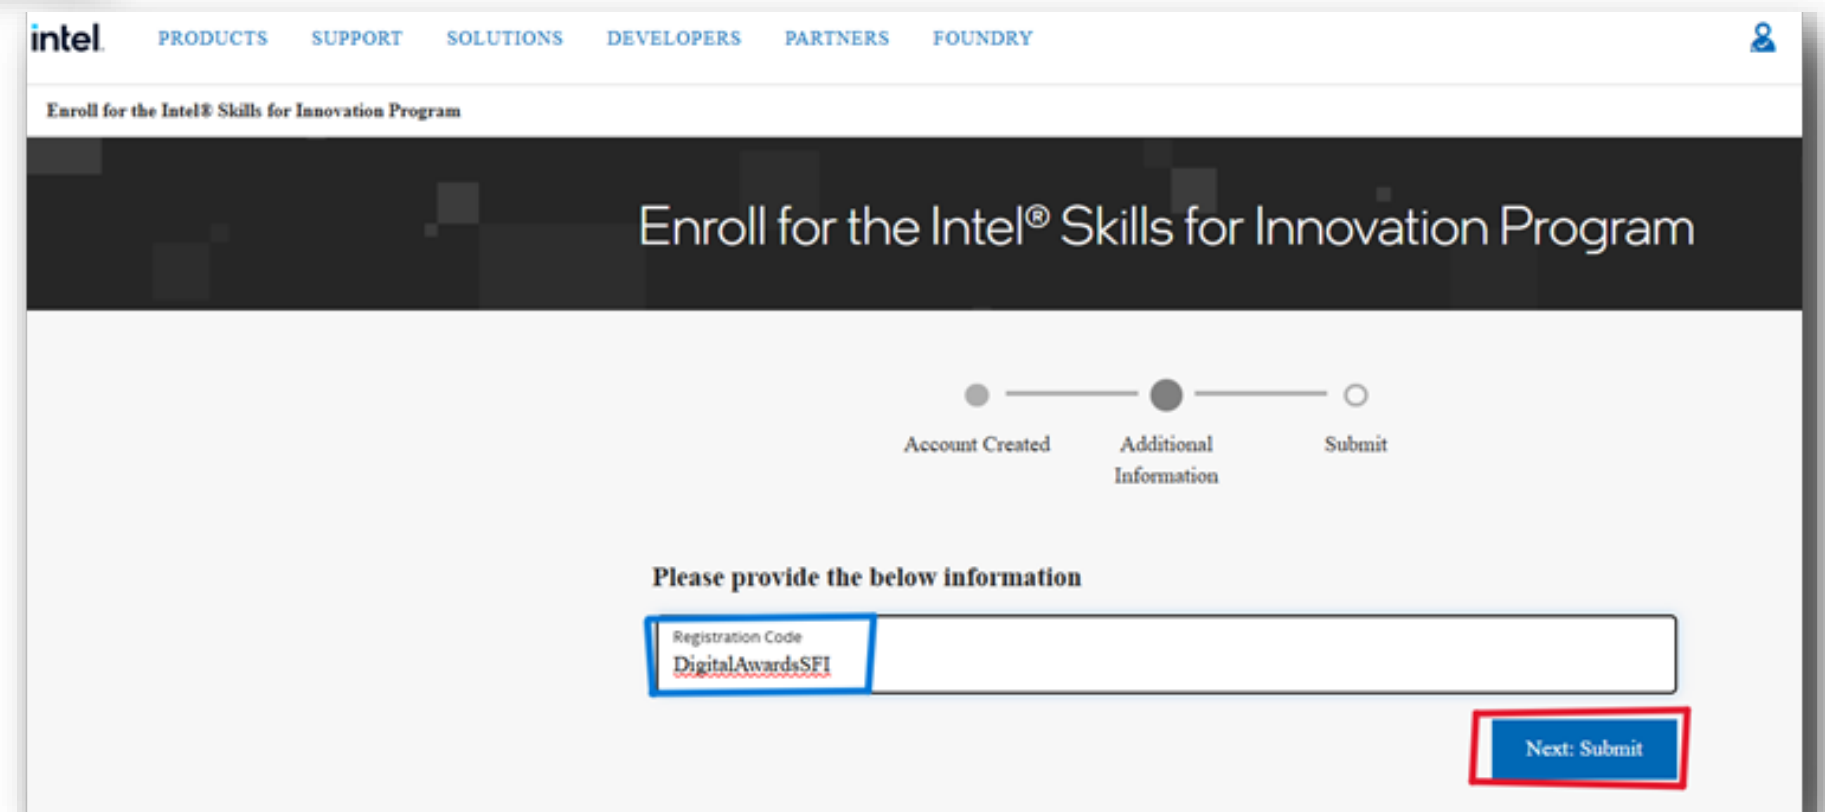 intel. PRODUCTS SUPPORT SOLUTIONS DEVELOPERS PARTNERS FOUNDRY
Enroll for the Intel® Skills for Innovation Program
Enroll for the Intel® Skills for Innovation Program
Account Created Additional Information Submit
Please provide the below information
Registration Code
DigitalAwardsSFI
Next: Submit